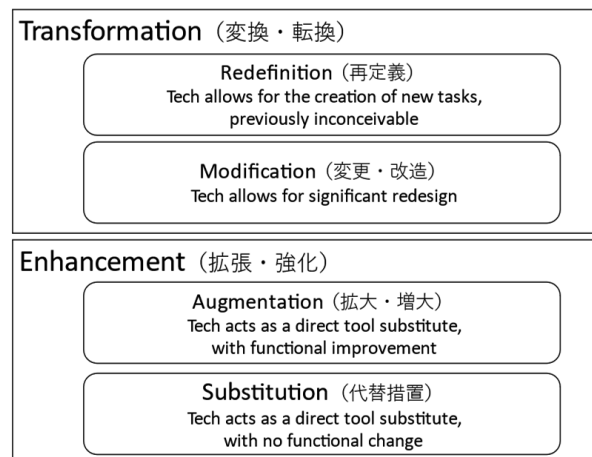 Transformation（変換・転換）
Redefinition（再定義）
Tech allows for the creation of new tasks,
previously inconceivable
Modification（変更・改造）
Tech allows for significant redesign
Enhancement（拡張・強化）
Augmentation（拡大・増大）
Tech acts as a direct tool substitute,
with functional improvement
Substitution（代替措置）
Tech acts as a direct tool substitute,
with no functional change